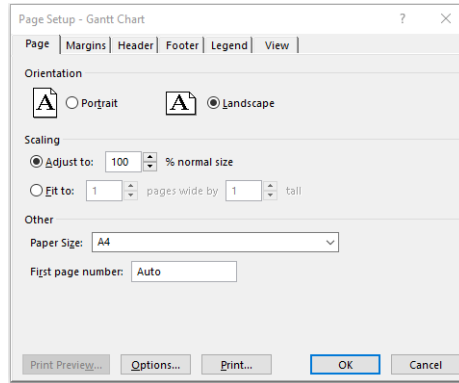 Page Setup - Gantt Chart ?
Page Margins Header Footer Legend View
Orientation
A Portrait A Landscape
Scaling
Adjust to: 100 % normal size
Fit to: 1 pages wide by 1 tall
Other
Paper Size: A4
First page number: Auto
Print Preview... Options... Print... OK Cancel